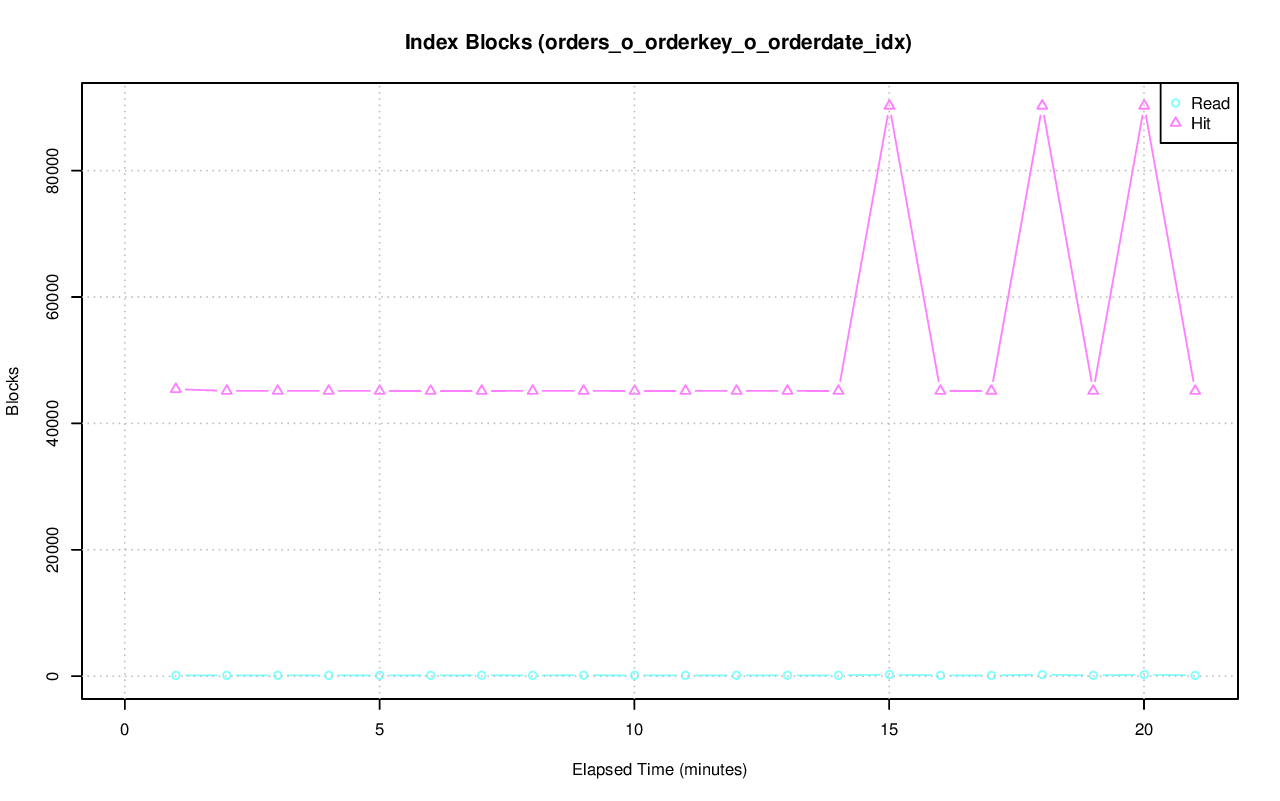 Index Blocks (orders_o_orderkey_o_orderdate_idx)
Read
Hit
Blocks
80000
60000
40000
20000
0
0 5 10 15 20
Elapsed Time (minutes)